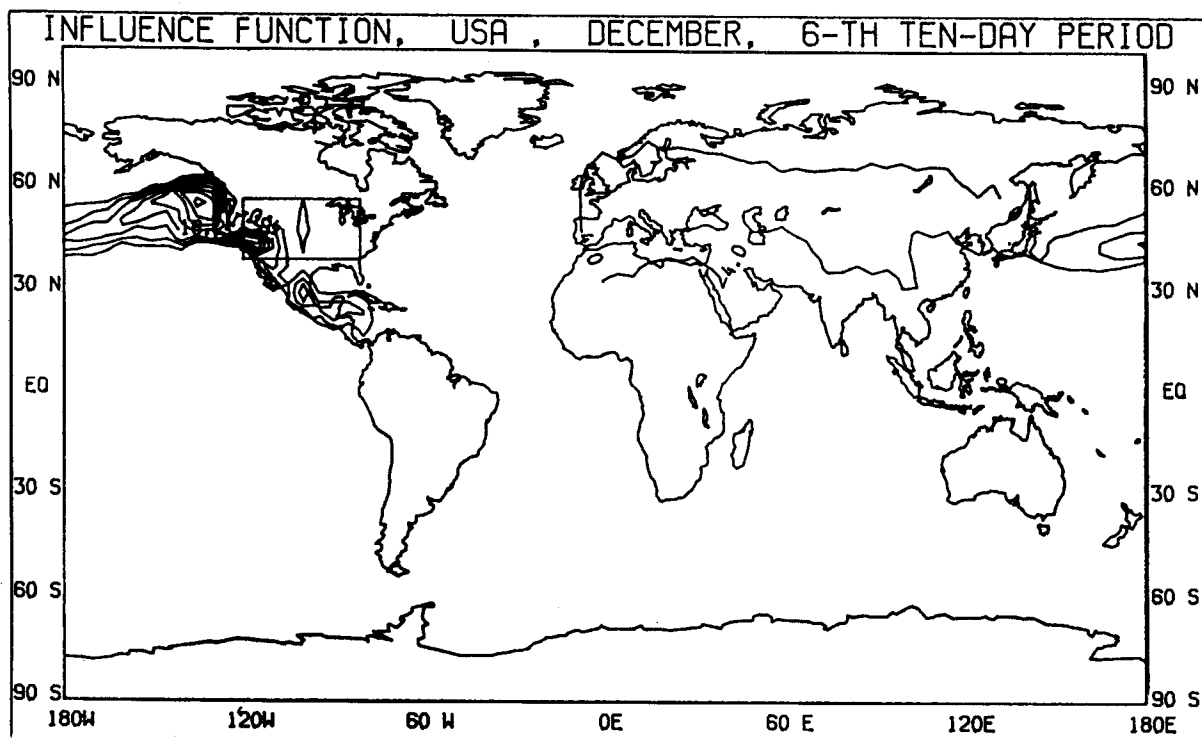 INFLUENCE FUNCTION, USA , DECEMBER, 6-TH TEN-DAY PERIOD
90 N 90 N
60 N 60 N
30 N 30 N
EQ EQ
30 S 30 S
60 S 60 S
90 S 90 S
180W 120W 60 W 0E 60 E 120E 180E